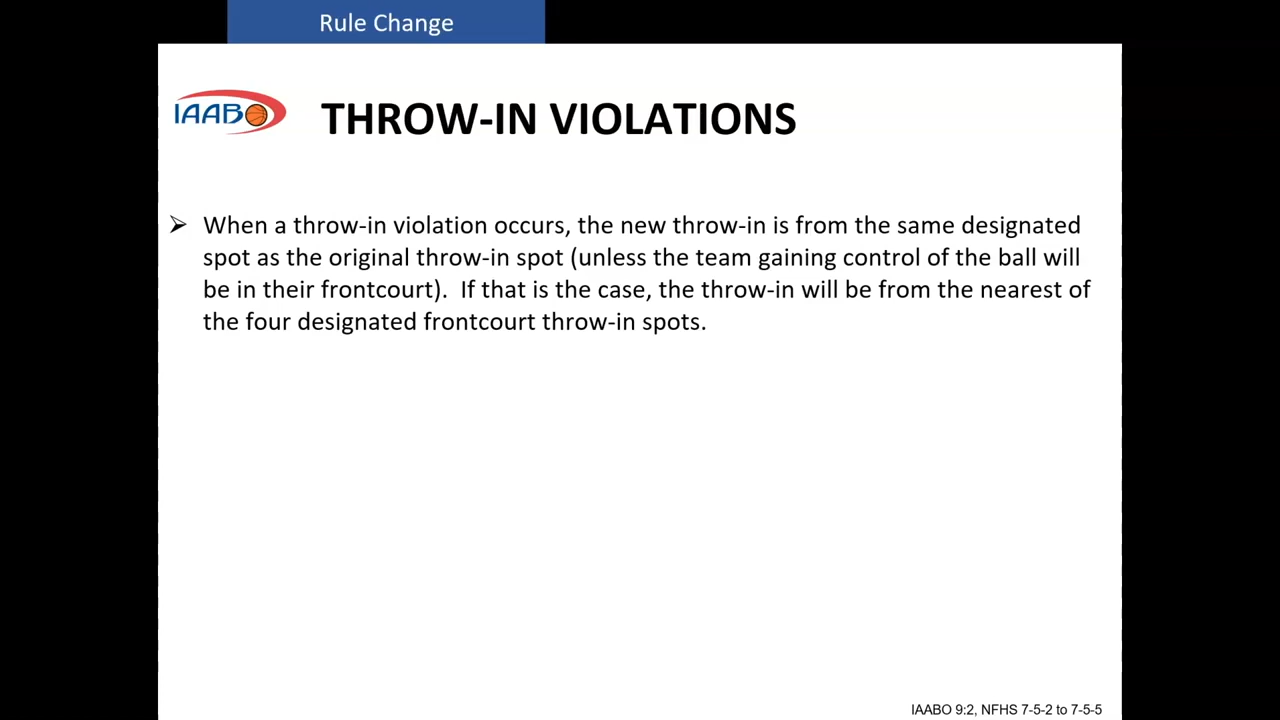 Rule Change
IAABO
THROW-IN VIOLATIONS
➢ When a throw-in violation occurs, the new throw-in is from the same designated
spot as the original throw-in spot (unless the team gaining control of the ball will
be in their frontcourt).  If that is the case, the throw-in will be from the nearest of
the four designated frontcourt throw-in spots.
IAABO 9:2, NFHS 7-5-2 to 7-5-5